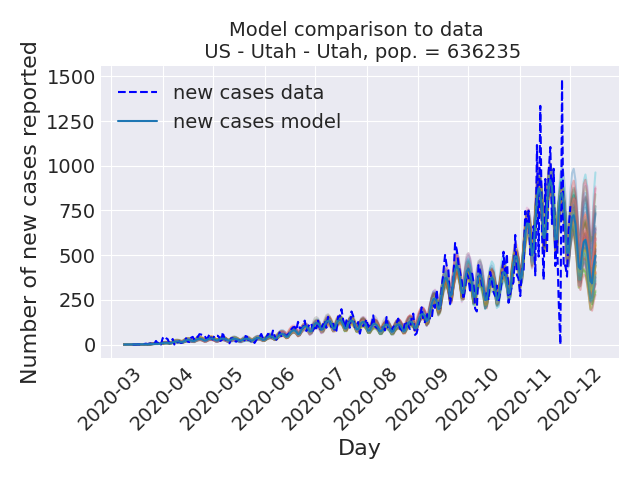 Model comparison to data
US - Utah - Utah, pop. = 636235
Number of new cases reported
1500
1250
1000
750
500
250
0
new cases data
new cases model
2020-03
2020-04
2020-05
2020-06
2020-07
2020-08
2020-09
2020-10
2020-11
2020-12
Day